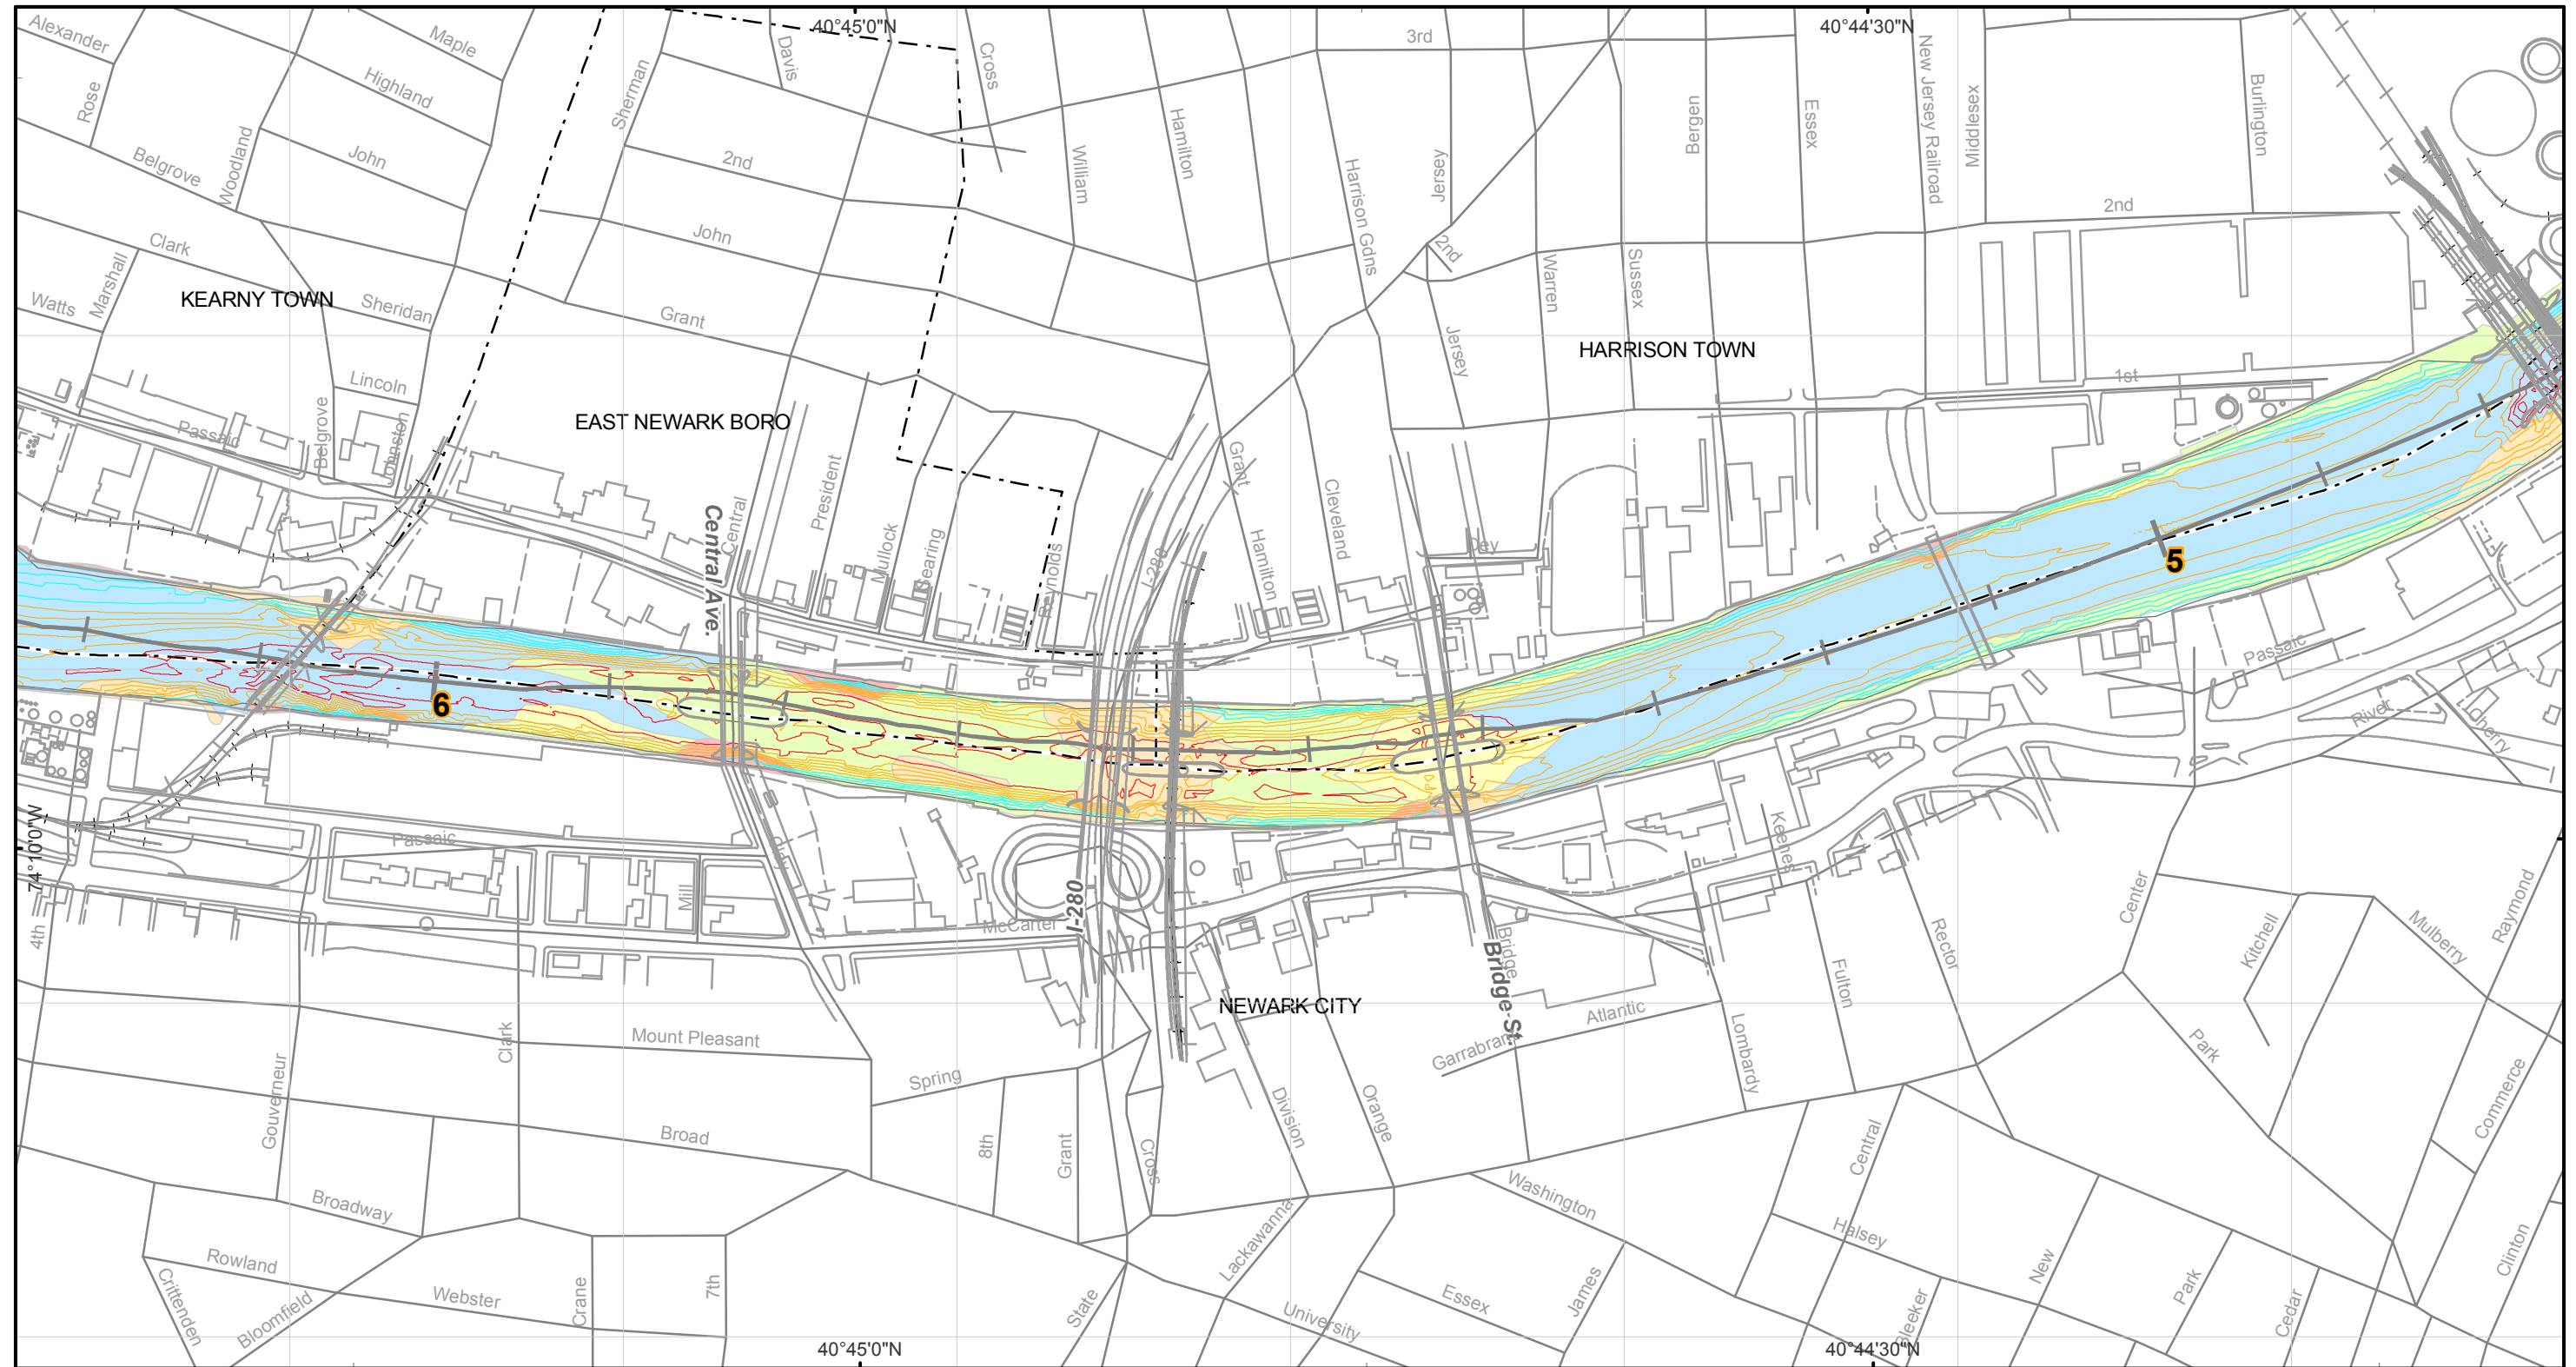 40°45'0"N
40°44'30"N
Alexander
Maple
Davis
Cross
3rd
New Jersey Railroad
Middlesex
Burlington
Rose
Highland
Sherman
Hamilton
Bergen
Essex
Belgrove
Woodland
John
2nd
William
Harrison Gdns
Jersey
2nd
Clark
Marshall
John
2nd
Warren
Sussex
Watts
KEARNY TOWN
Sheridan
Grant
Jersey
HARRISON TOWN
Lincoln
1st
Passaic
Belgrove
Johnston
EAST NEWARK BORO
President
Grant
Central Ave.
Central
Mullock
Searing
Reynolds
I-280
Hamilton
Cleveland
Dey
5
6
Passaic
River
Cherry
74°10'0"W
Passaic
Mill
Clay
I-280
McCarter
Keenes
4th
Bridge St.
Bridge
NEWARK CITY
Fulton
Rector
Center
Kitchell
Mulberry
Raymond
Gouverneur
Clark
Mount Pleasant
Spring
Garrabrant
Atlantic
Lombardy
Park
Commerce
Broad
8th
Grant
Cross
Division
Orange
Central
Broadway
Lackawanna
Washington
Halsey
New
Park
Clinton
Rowland
Crittenden
Bloomfield
Webster
Crane
7th
State
University
Essex
James
Bleeker
Cedar
40°45'0"N
40°44'30"N